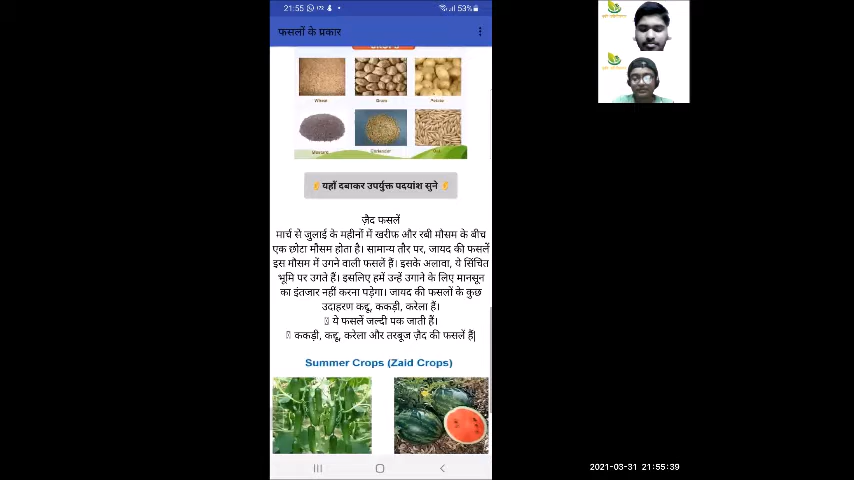 21:55
53%
फसलों के प्रकार
Wheat
Gram
Potato
Mustard
Oat
यहाँ दबाकर उपर्युक्त पदयांश सुने
ज़ैद फसलें
मार्च से जुलाई के महीनों में खरीफ़ और रबी मौसम के बीच
एक छोटा मौसम होता है। सामान्य तौर पर, जायद की फसलें
इस मौसम में उगने वाली फसलें हैं। इसके अलावा, ये सिंचित
भूमि पर उगते हैं। इसलिए हमें उन्हें उगाने के लिए मानसून
का इंतजार नहीं करना पड़ेगा। जायद की फसलों के कुछ
उदाहरण कद्दू, ककड़ी, करेला हैं।
ये फसलें जल्दी पक जाती हैं।
ककड़ी, कद्दू, करेला और तरबूज ज़ैद की फसलें हैं|
Summer Crops (Zaid Crops)
2021-03-31 21:55:39